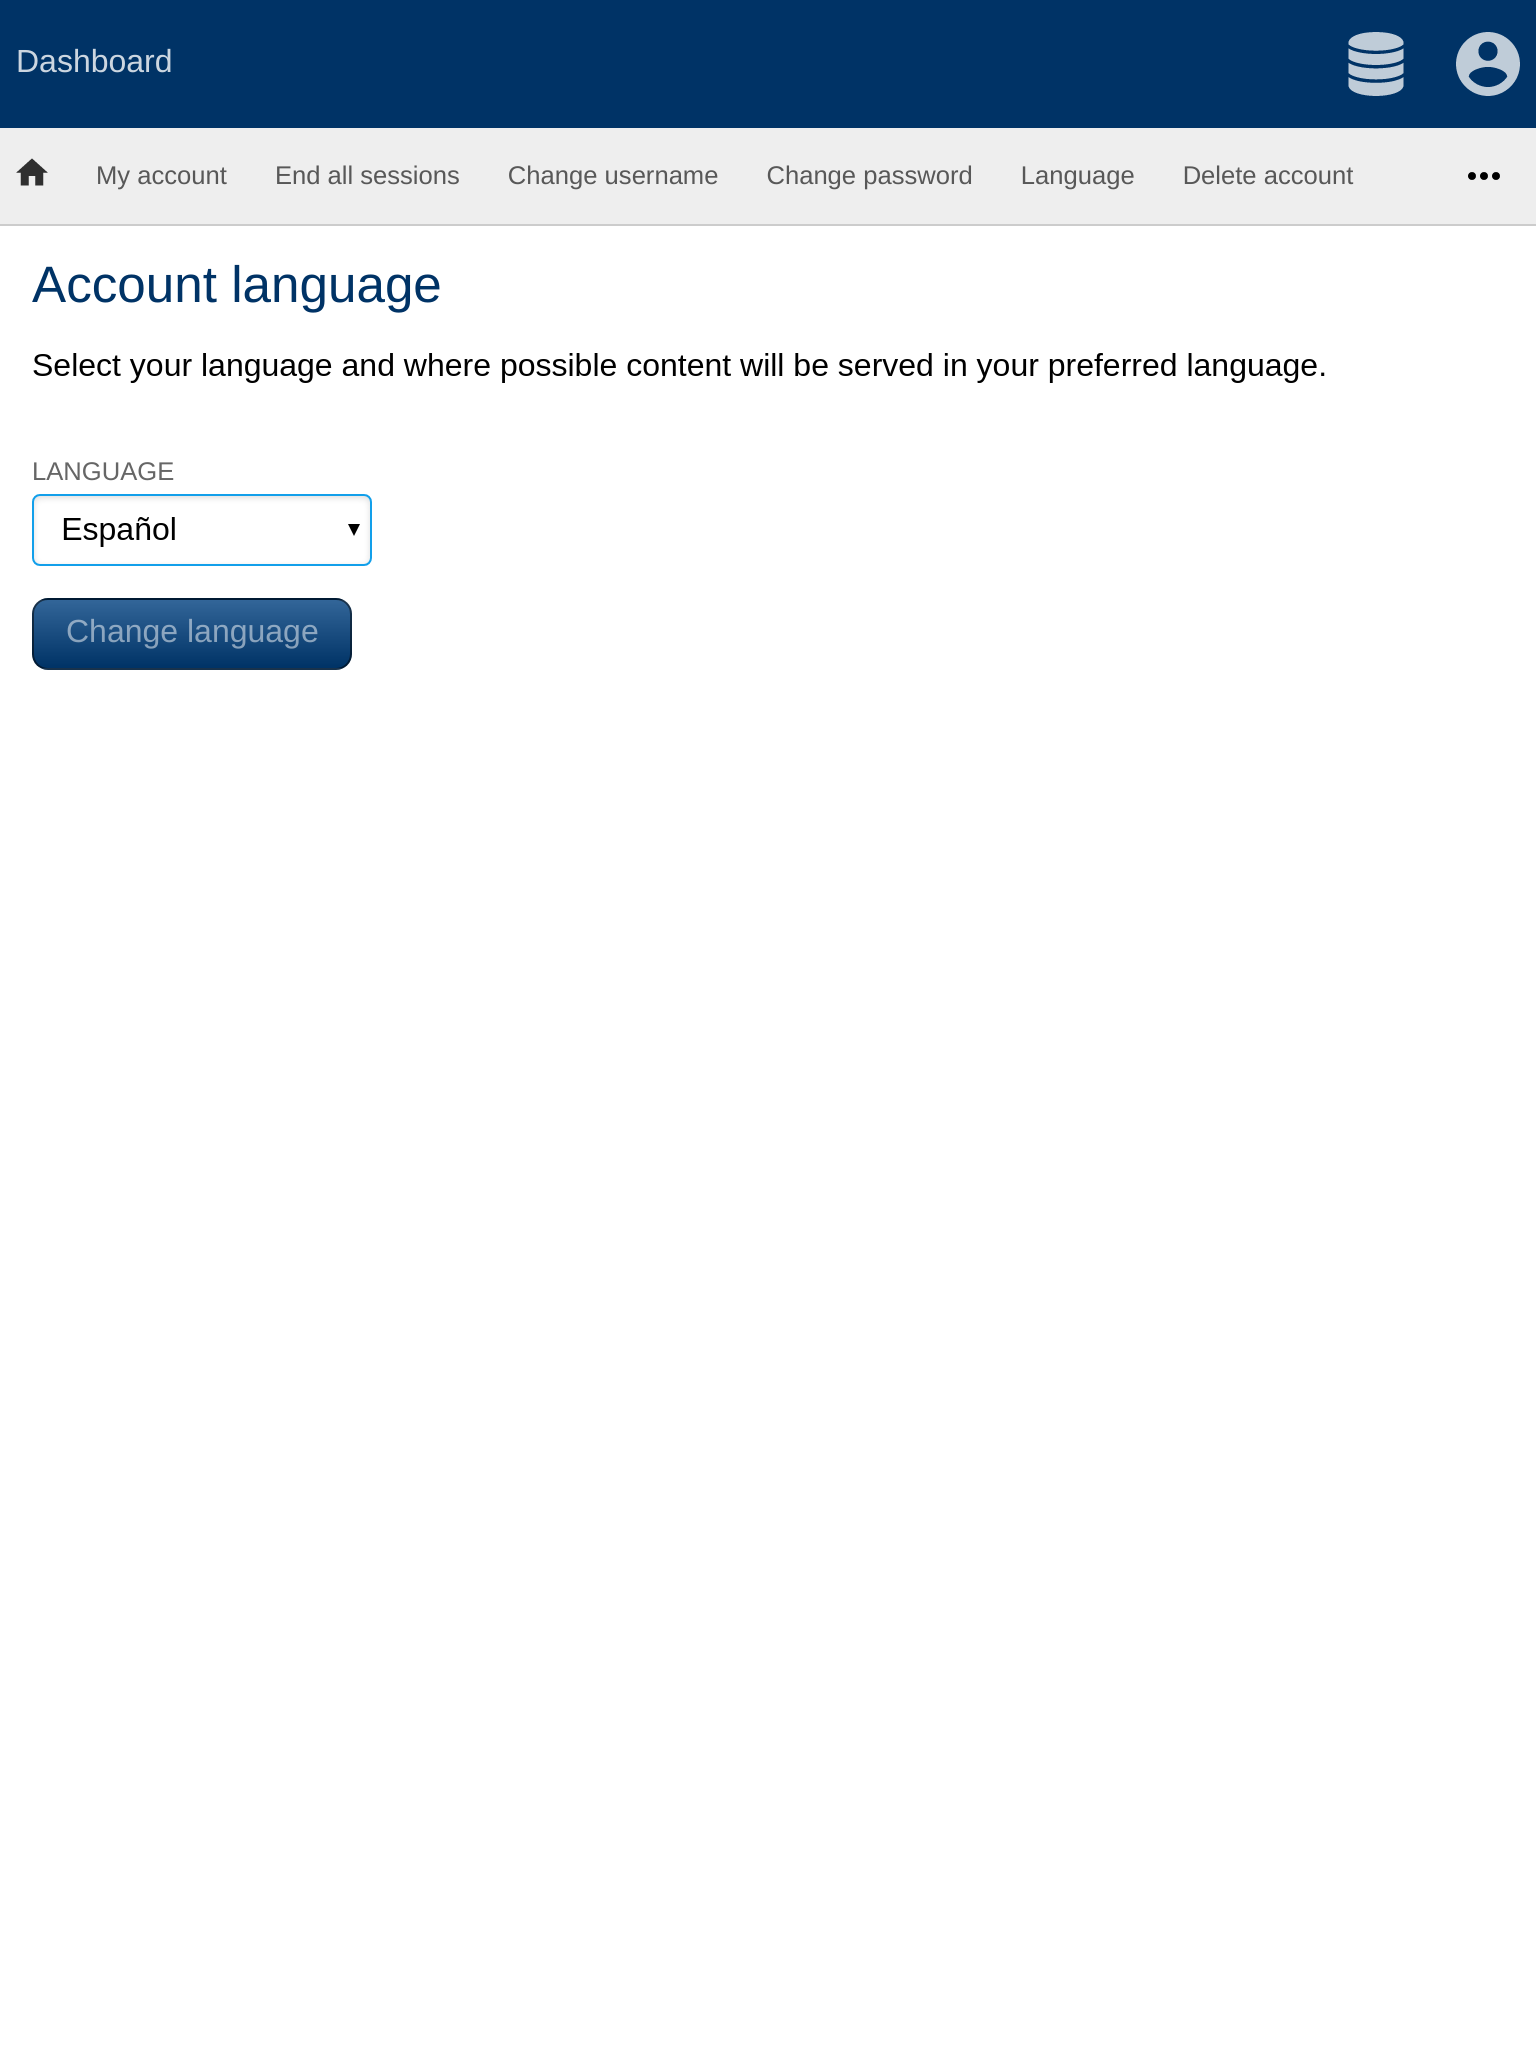 Dashboard
My account End all sessions Change username Change password Language Delete account
Account language
Select your language and where possible content will be served in your preferred language.
LANGUAGE
Español
Change language